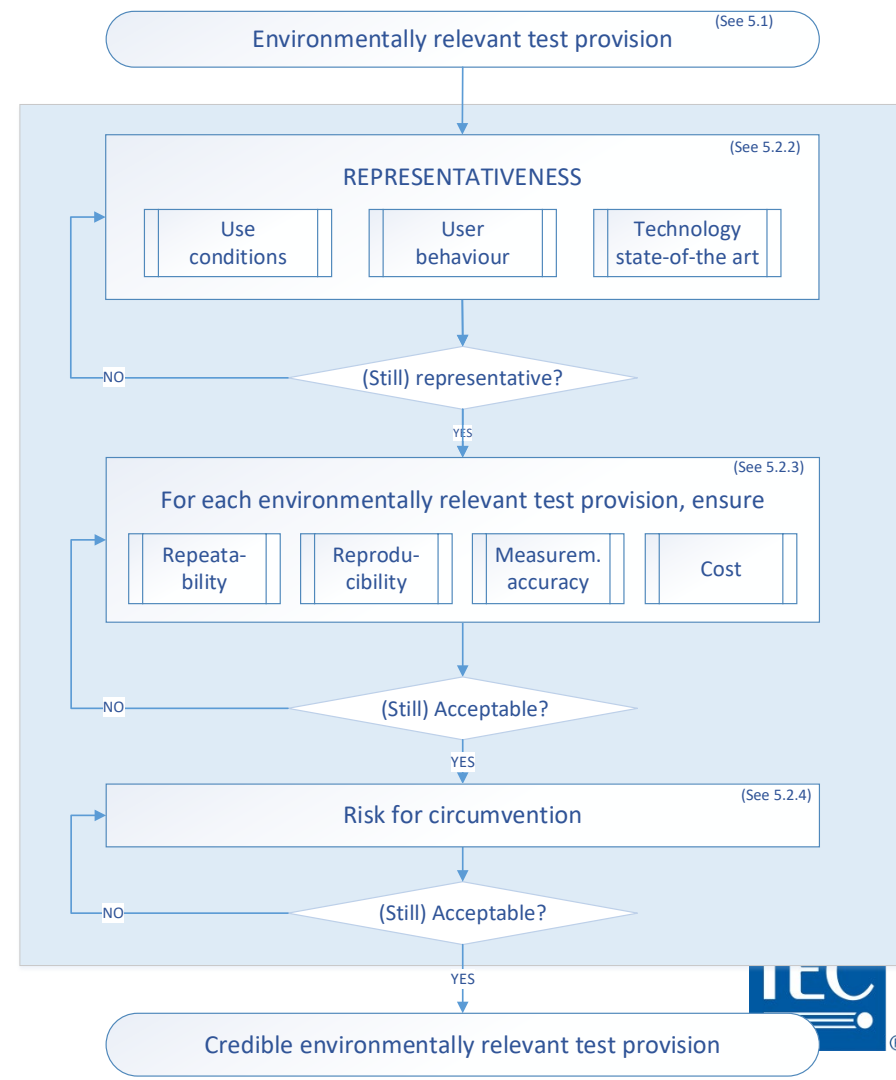 (See 5.1)
Environmentally relevant test provision
(See 5.2.2)
REPRESENTATIVENESS
Use
conditions
User
behaviour
Technology
state-of-the art
NO
(Still) representative?
YES
(See 5.2.3)
For each environmentally relevant test provision, ensure
Repeata-
bility
Reprodu-
cibility
Measurem.
accuracy
Cost
NO
(Still) Acceptable?
YES
(See 5.2.4)
Risk for circumvention
NO
(Still) Acceptable?
YES
IEC
®
Credible environmentally relevant test provision